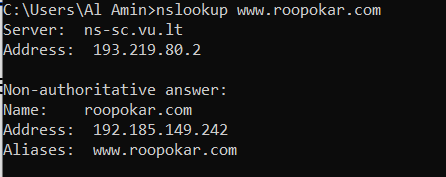 C:\Users\Al Amin>nslookup www.roopokar.com
Server:  ns-sc.vu.lt
Address:  193.219.80.2

Non-authoritative answer:
Name:    roopokar.com
Address:  192.185.149.242
Aliases:  www.roopokar.com